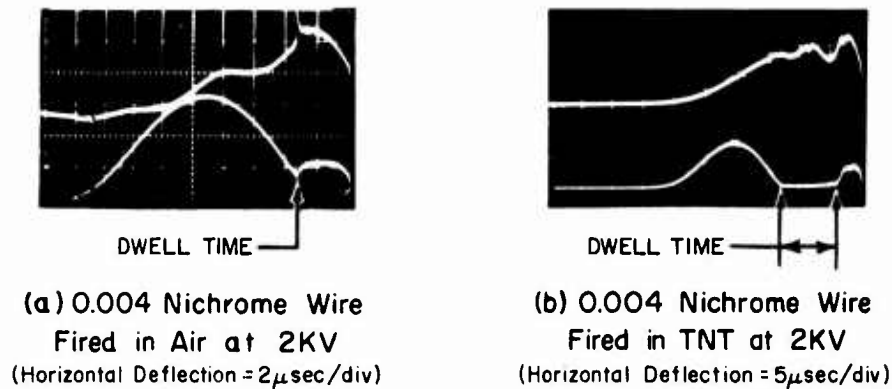 DWELL TIME
(a) 0.004 Nichrome Wire
Fired in Air at 2KV
(Horizontal Deflection = 2μsec/div)
DWELL TIME
(b) 0.004 Nichrome Wire
Fired in TNT at 2KV
(Horizontal Deflection = 5μsec/div)